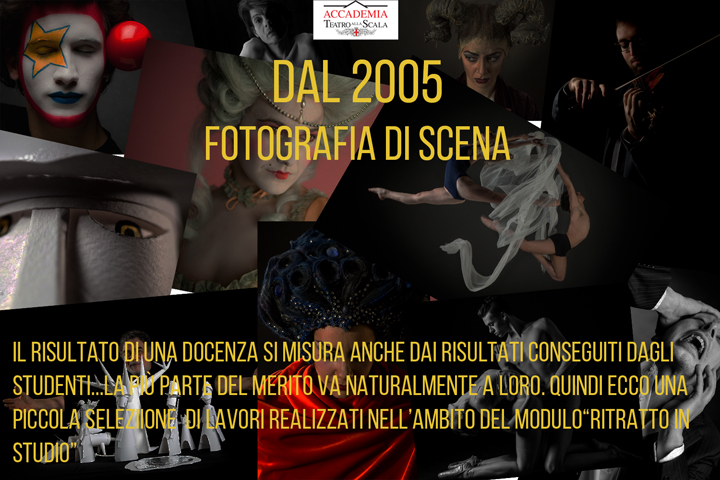 ACCADEMIA
TEATRO ALLA SCALA
DAL 2005
FOTOGRAFIA DI SCENA
IL RISULTATO DI UNA DOCENZA SI MISURA ANCHE DAI RISULTATI CONSEGUITI DAGLI
STUDENTI...LA PIÙ PARTE DEL MERITO VA NATURALMENTE A LORO. QUINDI ECCO UNA
PICCOLA SELEZIIONE DI LAVORI REALIZZATI NELL'AMBITO DEL MODULO“RITRATTO IN
STUDIO”